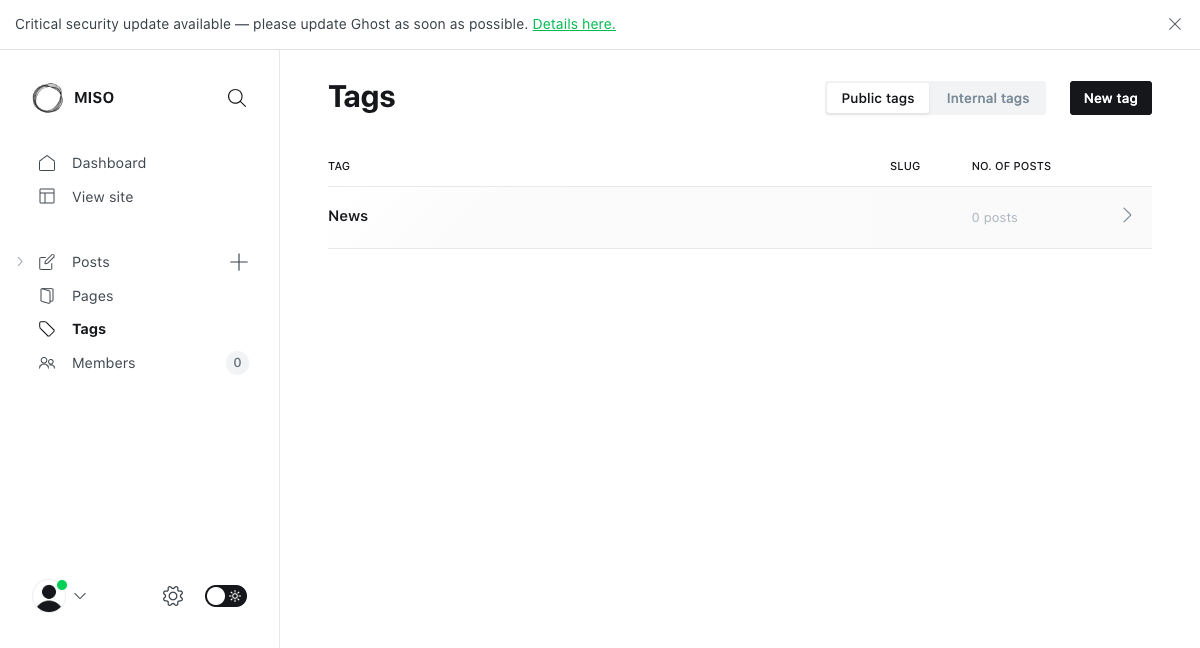 Critical security update available — please update Ghost as soon as possible. Details here.
MISO
Tags
Public tags
Internal tags
New tag
Dashboard
View site
TAG
SLUG
NO. OF POSTS
News
0 posts
Posts
Pages
Tags
Members
0